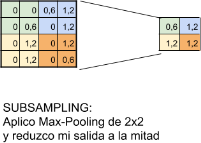 0 0 0,6 1,2
0 0 0,6 1,2 0,6 1,2
0 1,2 0 1,2 1,2 1,2
0 1,2 0 0,6
SUBSAMPLING:
Aplico Max-Pooling de 2x2
y reduzco mi salida a la mitad